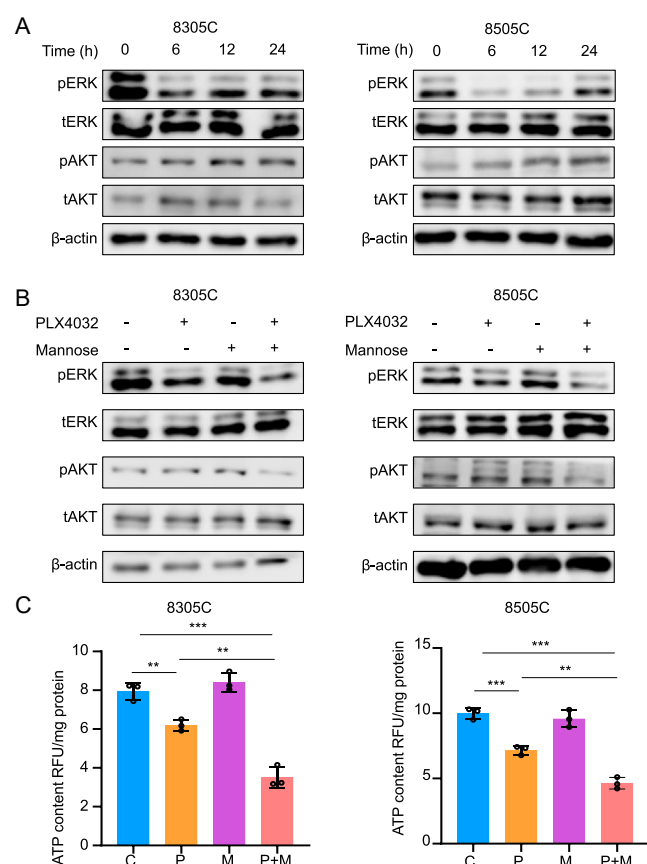 A
8305C
Time (h) 0 6 12 24
pERK
tERK
pAKT
tAKT
β-actin
8505C
Time (h) 0 6 12 24
pERK
tERK
pAKT
tAKT
β-actin
B
8305C
PLX4032 - + - +
Mannose - - + +
pERK
tERK
pAKT
tAKT
β-actin
8505C
PLX4032 - + - +
Mannose - - + +
pERK
tERK
pAKT
tAKT
β-actin
C
8305C
ATP content RFU/mg protein
10
8
6
4
2
0
***
** **
C P M P+M
8505C
ATP content RFU/mg protein
15
10
5
0
***
*** **
C P M P+M